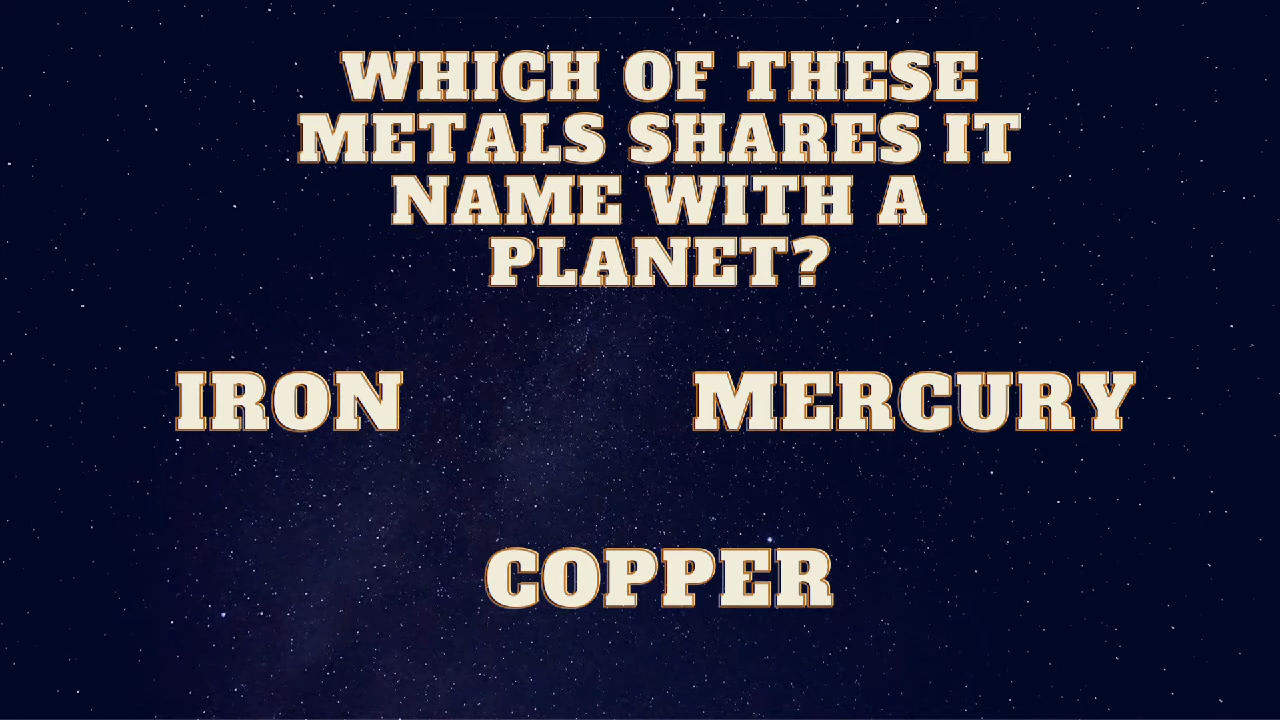 WHICH OF THESE
METALS SHARES IT
NAME WITH A
PLANET?
IRON
MERCURY
COPPER